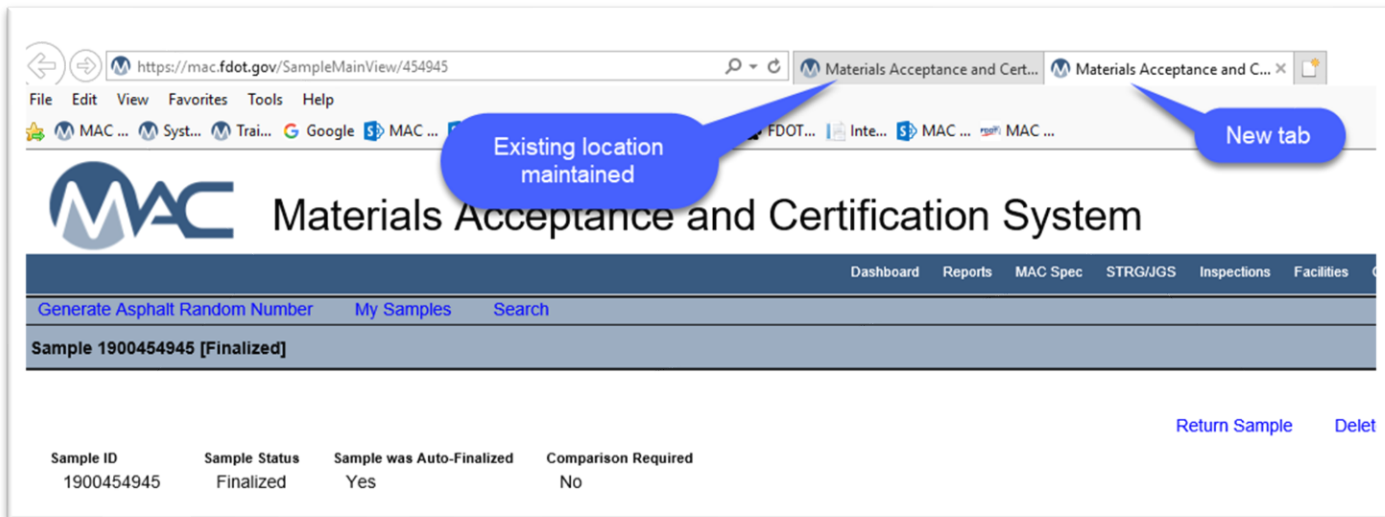 https://mac.fdot.gov/SampleMainView/454945
Materials Acceptance and Cert...
Materials Acceptance and C...
File Edit View Favorites Tools Help
MAC ... Syst... Trai... Google MAC ... FDOT... Inte... MAC ... MAC ...
Existing location
maintained
New tab
MAC
Materials Acceptance and Certification System
Dashboard Reports MAC Spec STRG/JGS Inspections Facilities
Generate Asphalt Random Number My Samples Search
Sample 1900454945 [Finalized]
Return Sample Delet
Sample ID Sample Status Sample was Auto-Finalized Comparison Required
1900454945 Finalized Yes No